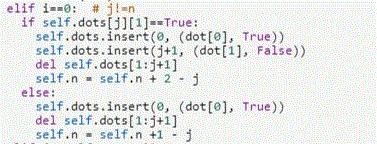 elif i==0:  # j!=n
  if self.dots[j][1]==True:
    self.dots.insert(0, (dot[0], True))
    self.dots.insert(j+1, (dot[1], False))
    del self.dots[1:j+1]
    self.n = self.n + 2 - j
  else:
    self.dots.insert(0, (dot[0], True))
    del self.dots[1:j+1]
    self.n = self.n +1 - j